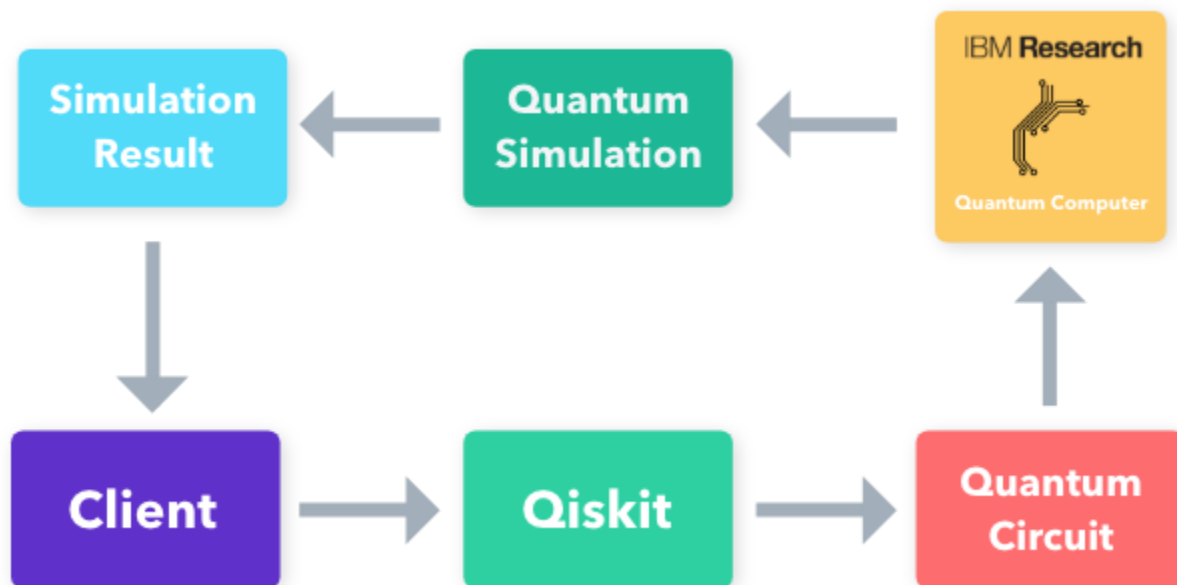 Simulation
Result
Quantum
Simulation
IBM Research
Quantum Computer
Client
Qiskit
Quantum
Circuit